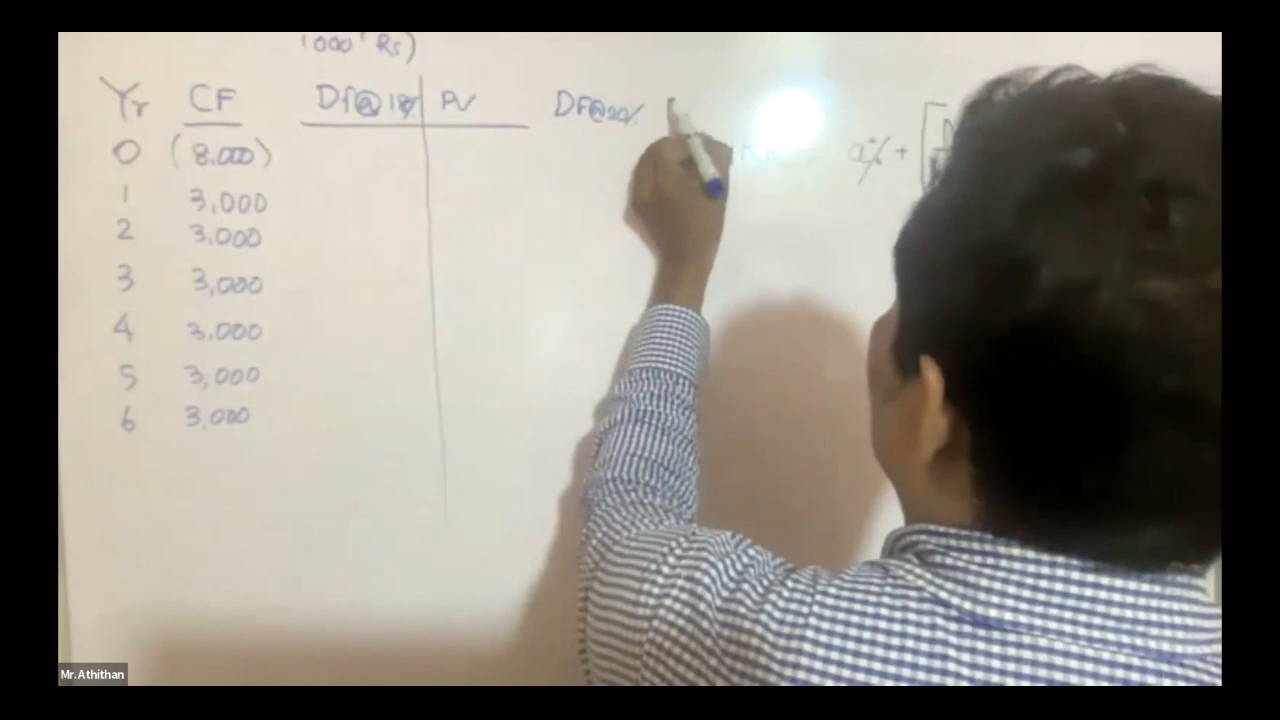 1000' Rs)
Yr CF Df@18% PV DF@20%
0 (8,000) a% +
1 3,000
2 3,000
3 3,000
4 3,000
5 3,000
6 3,000
Mr.Athithan